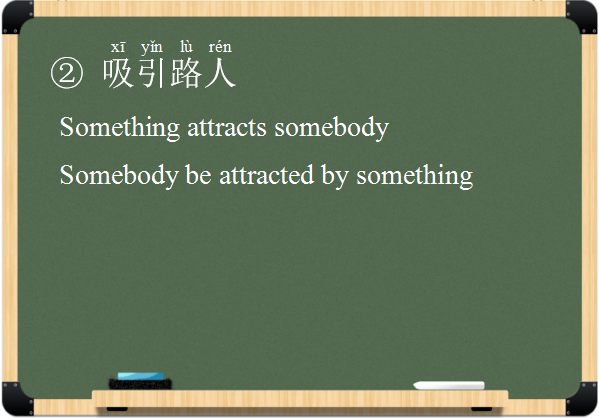 xī yǐn lù rén
② 吸引路人
Something attracts somebody
Somebody be attracted by something